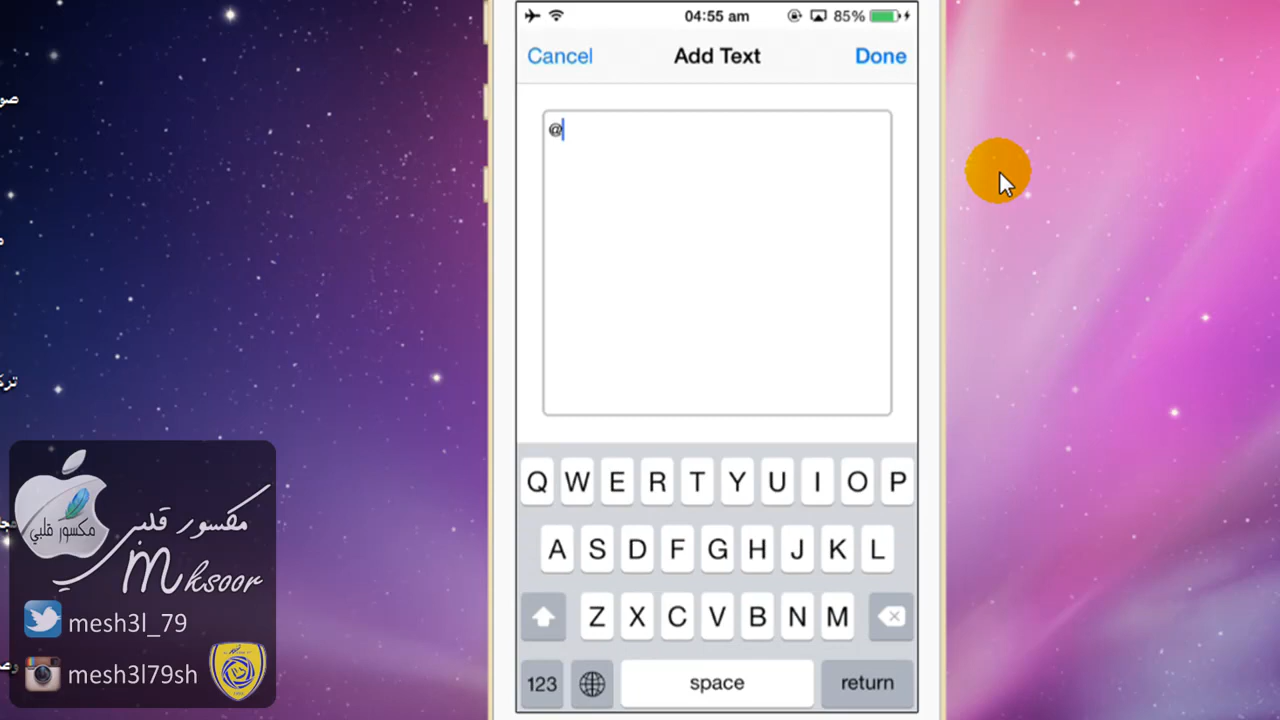 04:55 am
85%
Cancel
Add Text
Done
@
Q W E R T Y U I O P
A S D F G H J K L
Z X C V B N M
123
space
return
مكسور قلبي
مكسور قلبي
Mksoor
mesh3l_79
mesh3l79sh